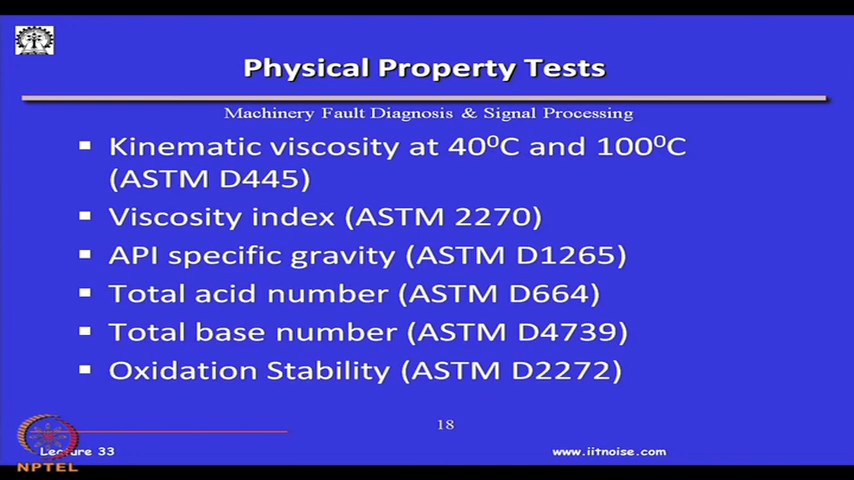 Physical Property Tests
Machinery Fault Diagnosis & Signal Processing
Kinematic viscosity at 40⁰C and 100⁰C
(ASTM D445)
Viscosity index (ASTM 2270)
API specific gravity (ASTM D1265)
Total acid number (ASTM D664)
Total base number (ASTM D4739)
Oxidation Stability (ASTM D2272)
18
Lecture 33
www.iitnoise.com
NPTEL